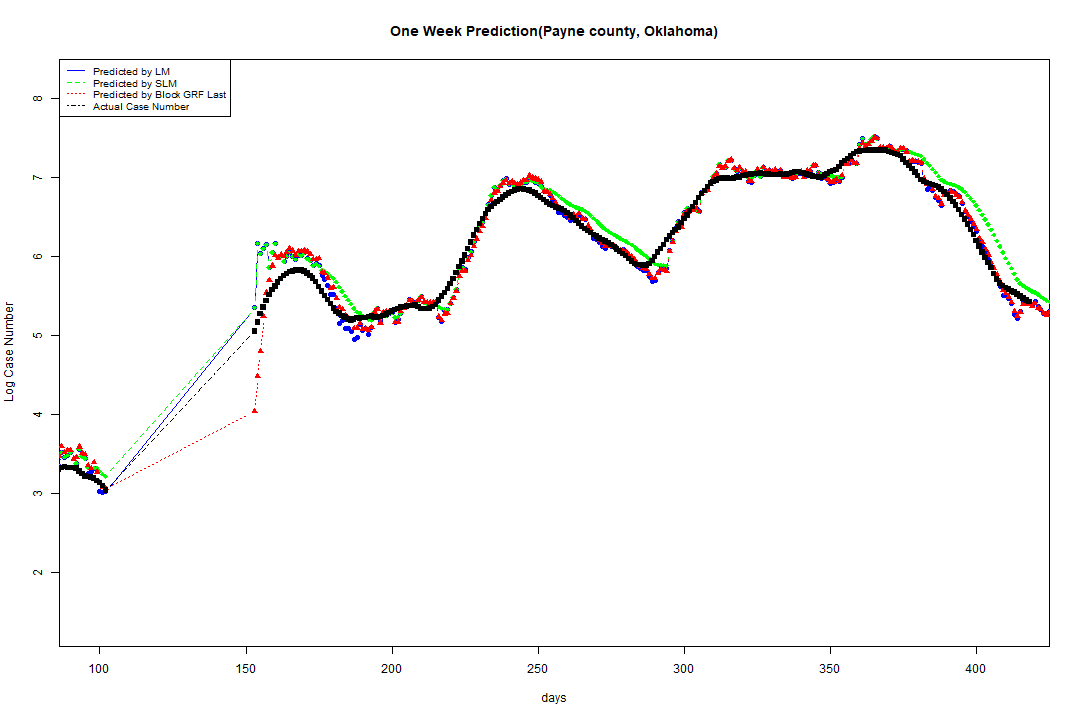 One Week Prediction(Payne county, Oklahoma)
Predicted by LM
Predicted by SLM
Predicted by Block GRF Last
Actual Case Number
8
7
6
5
4
3
2
Log Case Number
100 150 200 250 300 350 400
days